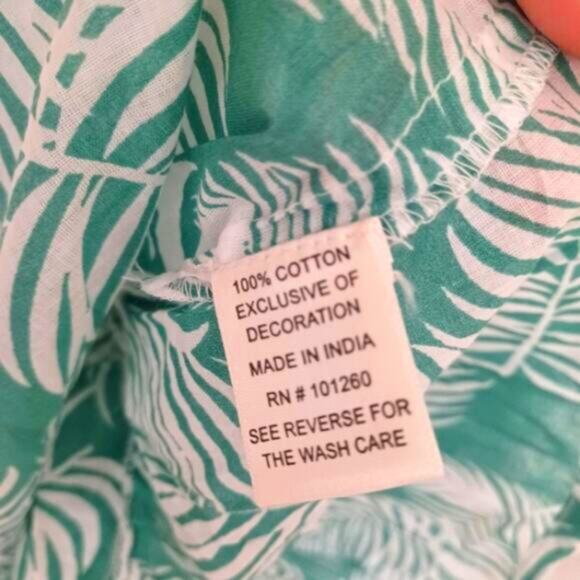 100% COTTON
EXCLUSIVE OF
DECORATION
MADE IN INDIA
RN # 101260
SEE REVERSE FOR
THE WASH CARE